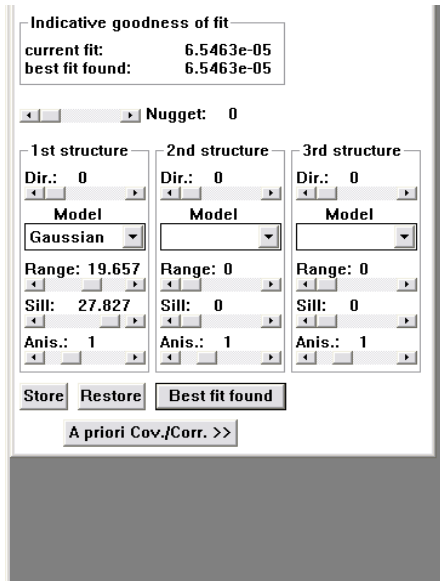 Indicative goodness of fit
current fit: 6.5463e-05
best fit found: 6.5463e-05
Nugget: 0
1st structure 2nd structure 3rd structure
Dir.: 0 Dir.: 0 Dir.: 0
Model Model Model
Gaussian
Range: 19.657 Range: 0 Range: 0
Sill: 27.827 Sill: 0 Sill: 0
Anis.: 1 Anis.: 1 Anis.: 1
Store Restore Best fit found
A priori Cov./Corr. >>